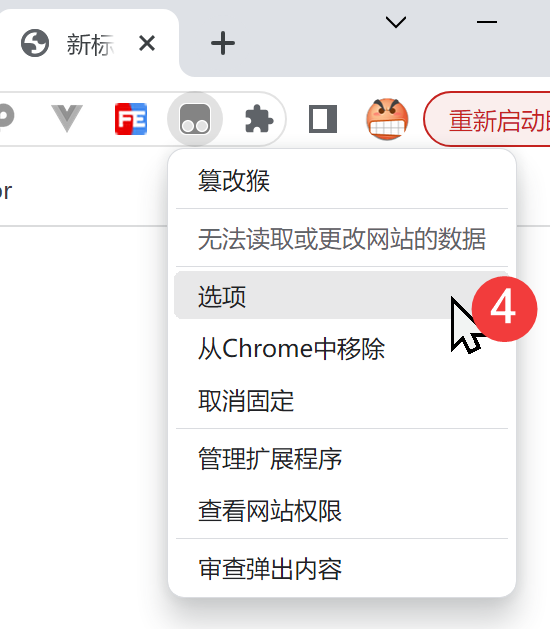 新标
FE
重新启动
or
篡改猴
无法读取或更改网站的数据
选项
4
从Chrome中移除
取消固定
管理扩展程序
查看网站权限
审查弹出内容